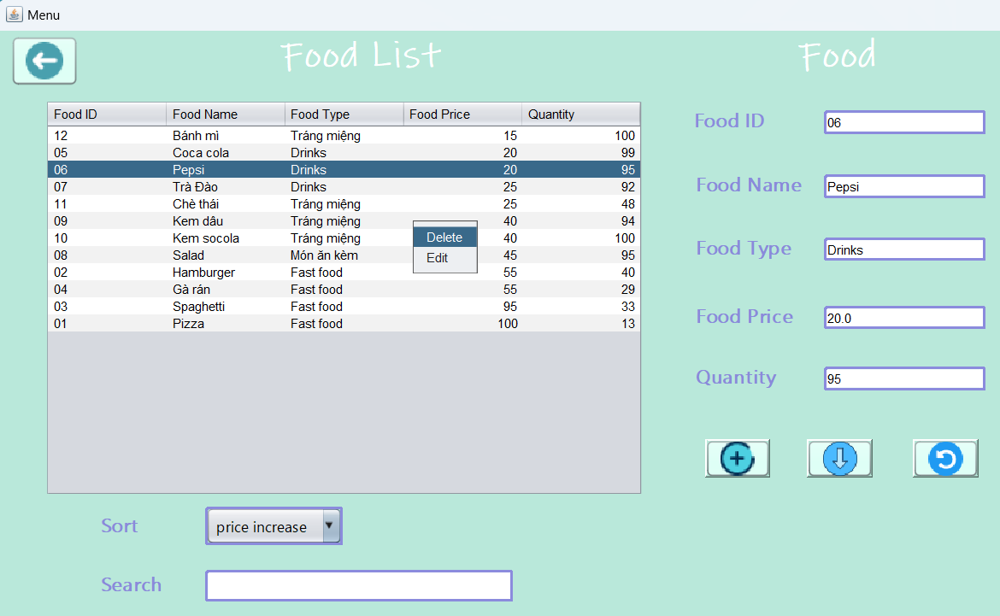 Menu
Food List
Food
Food ID Food Name Food Type Food Price Quantity
12 Bánh mì Tráng miệng 15 100
05 Coca cola Drinks 20 99
06 Pepsi Drinks 20 95
07 Trà Đào Drinks 25 92
11 Chè thái Tráng miệng 25 48
09 Kem dâu Tráng miệng 40 94
10 Kem socola Tráng miệng 40 100
08 Salad Món ăn kèm 45 95
02 Hamburger Fast food 55 40
04 Gà rán Fast food 55 29
03 Spaghetti Fast food 95 33
01 Pizza Fast food 100 13
Delete
Edit
Food ID 06
Food Name Pepsi
Food Type Drinks
Food Price 20.0
Quantity 95
Sort price increase
Search